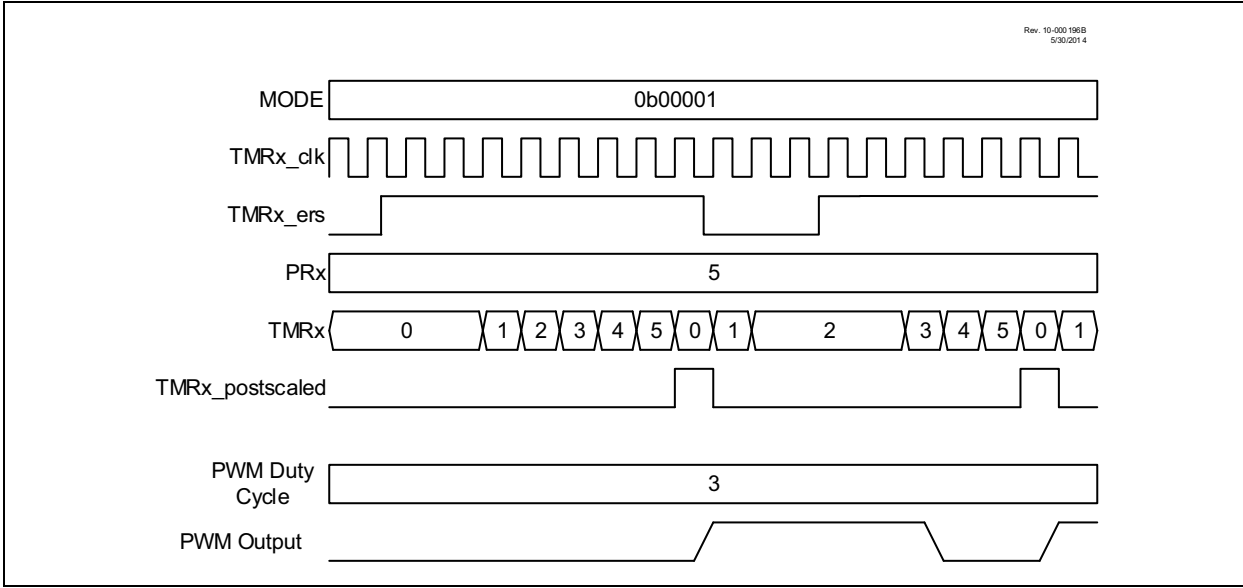 Rev. 10-000196B
5/30/2014
MODE 0b00001
TMRx_clk
TMRx_ers
PRx 5
TMRx 0 1 2 3 4 5 0 1 2 3 4 5 0 1
TMRx_postscaled
PWM Duty
Cycle
3
PWM Output